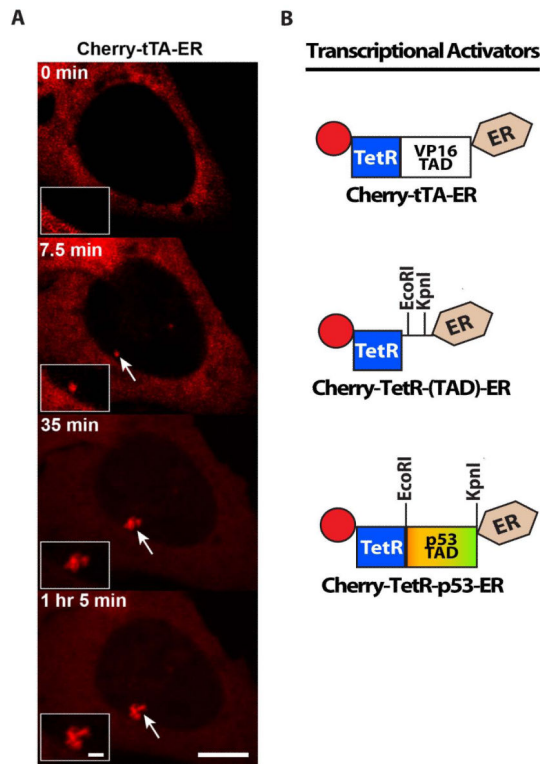 A
Cherry-tTA-ER
0 min
7.5 min
35 min
1 hr 5 min
B
Transcriptional Activators
TetR
VP16
TAD
ER
Cherry-tTA-ER
EcoRI
KpnI
TetR
ER
Cherry-TetR-(TAD)-ER
EcoRI
KpnI
TetR
p53
TAD
ER
Cherry-TetR-p53-ER